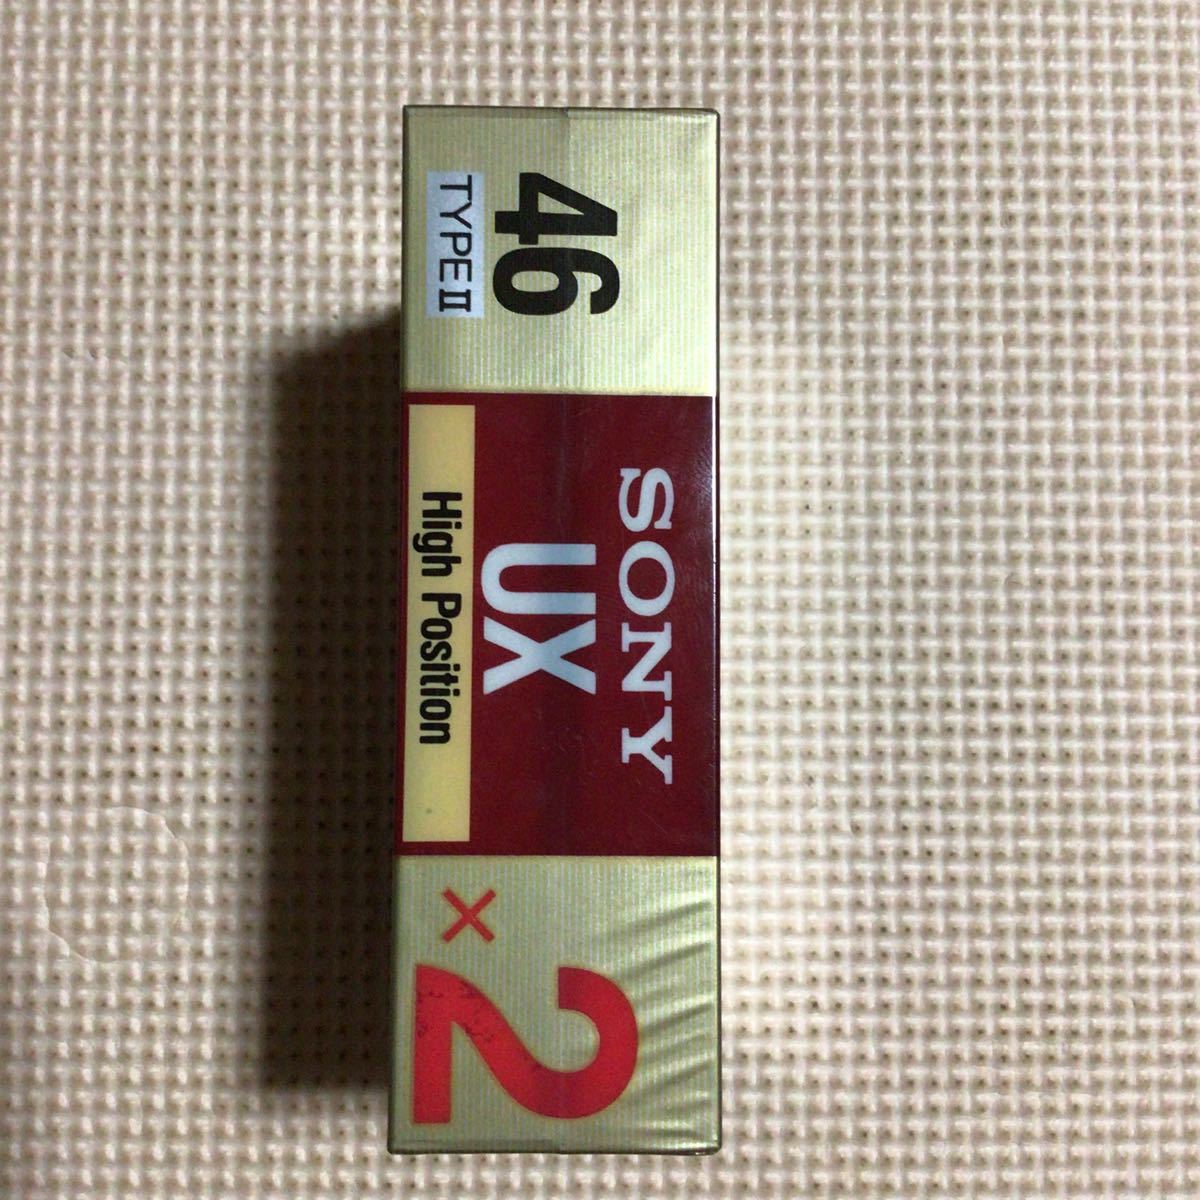 46
TYPE II
SONY
UX
High Position
×2